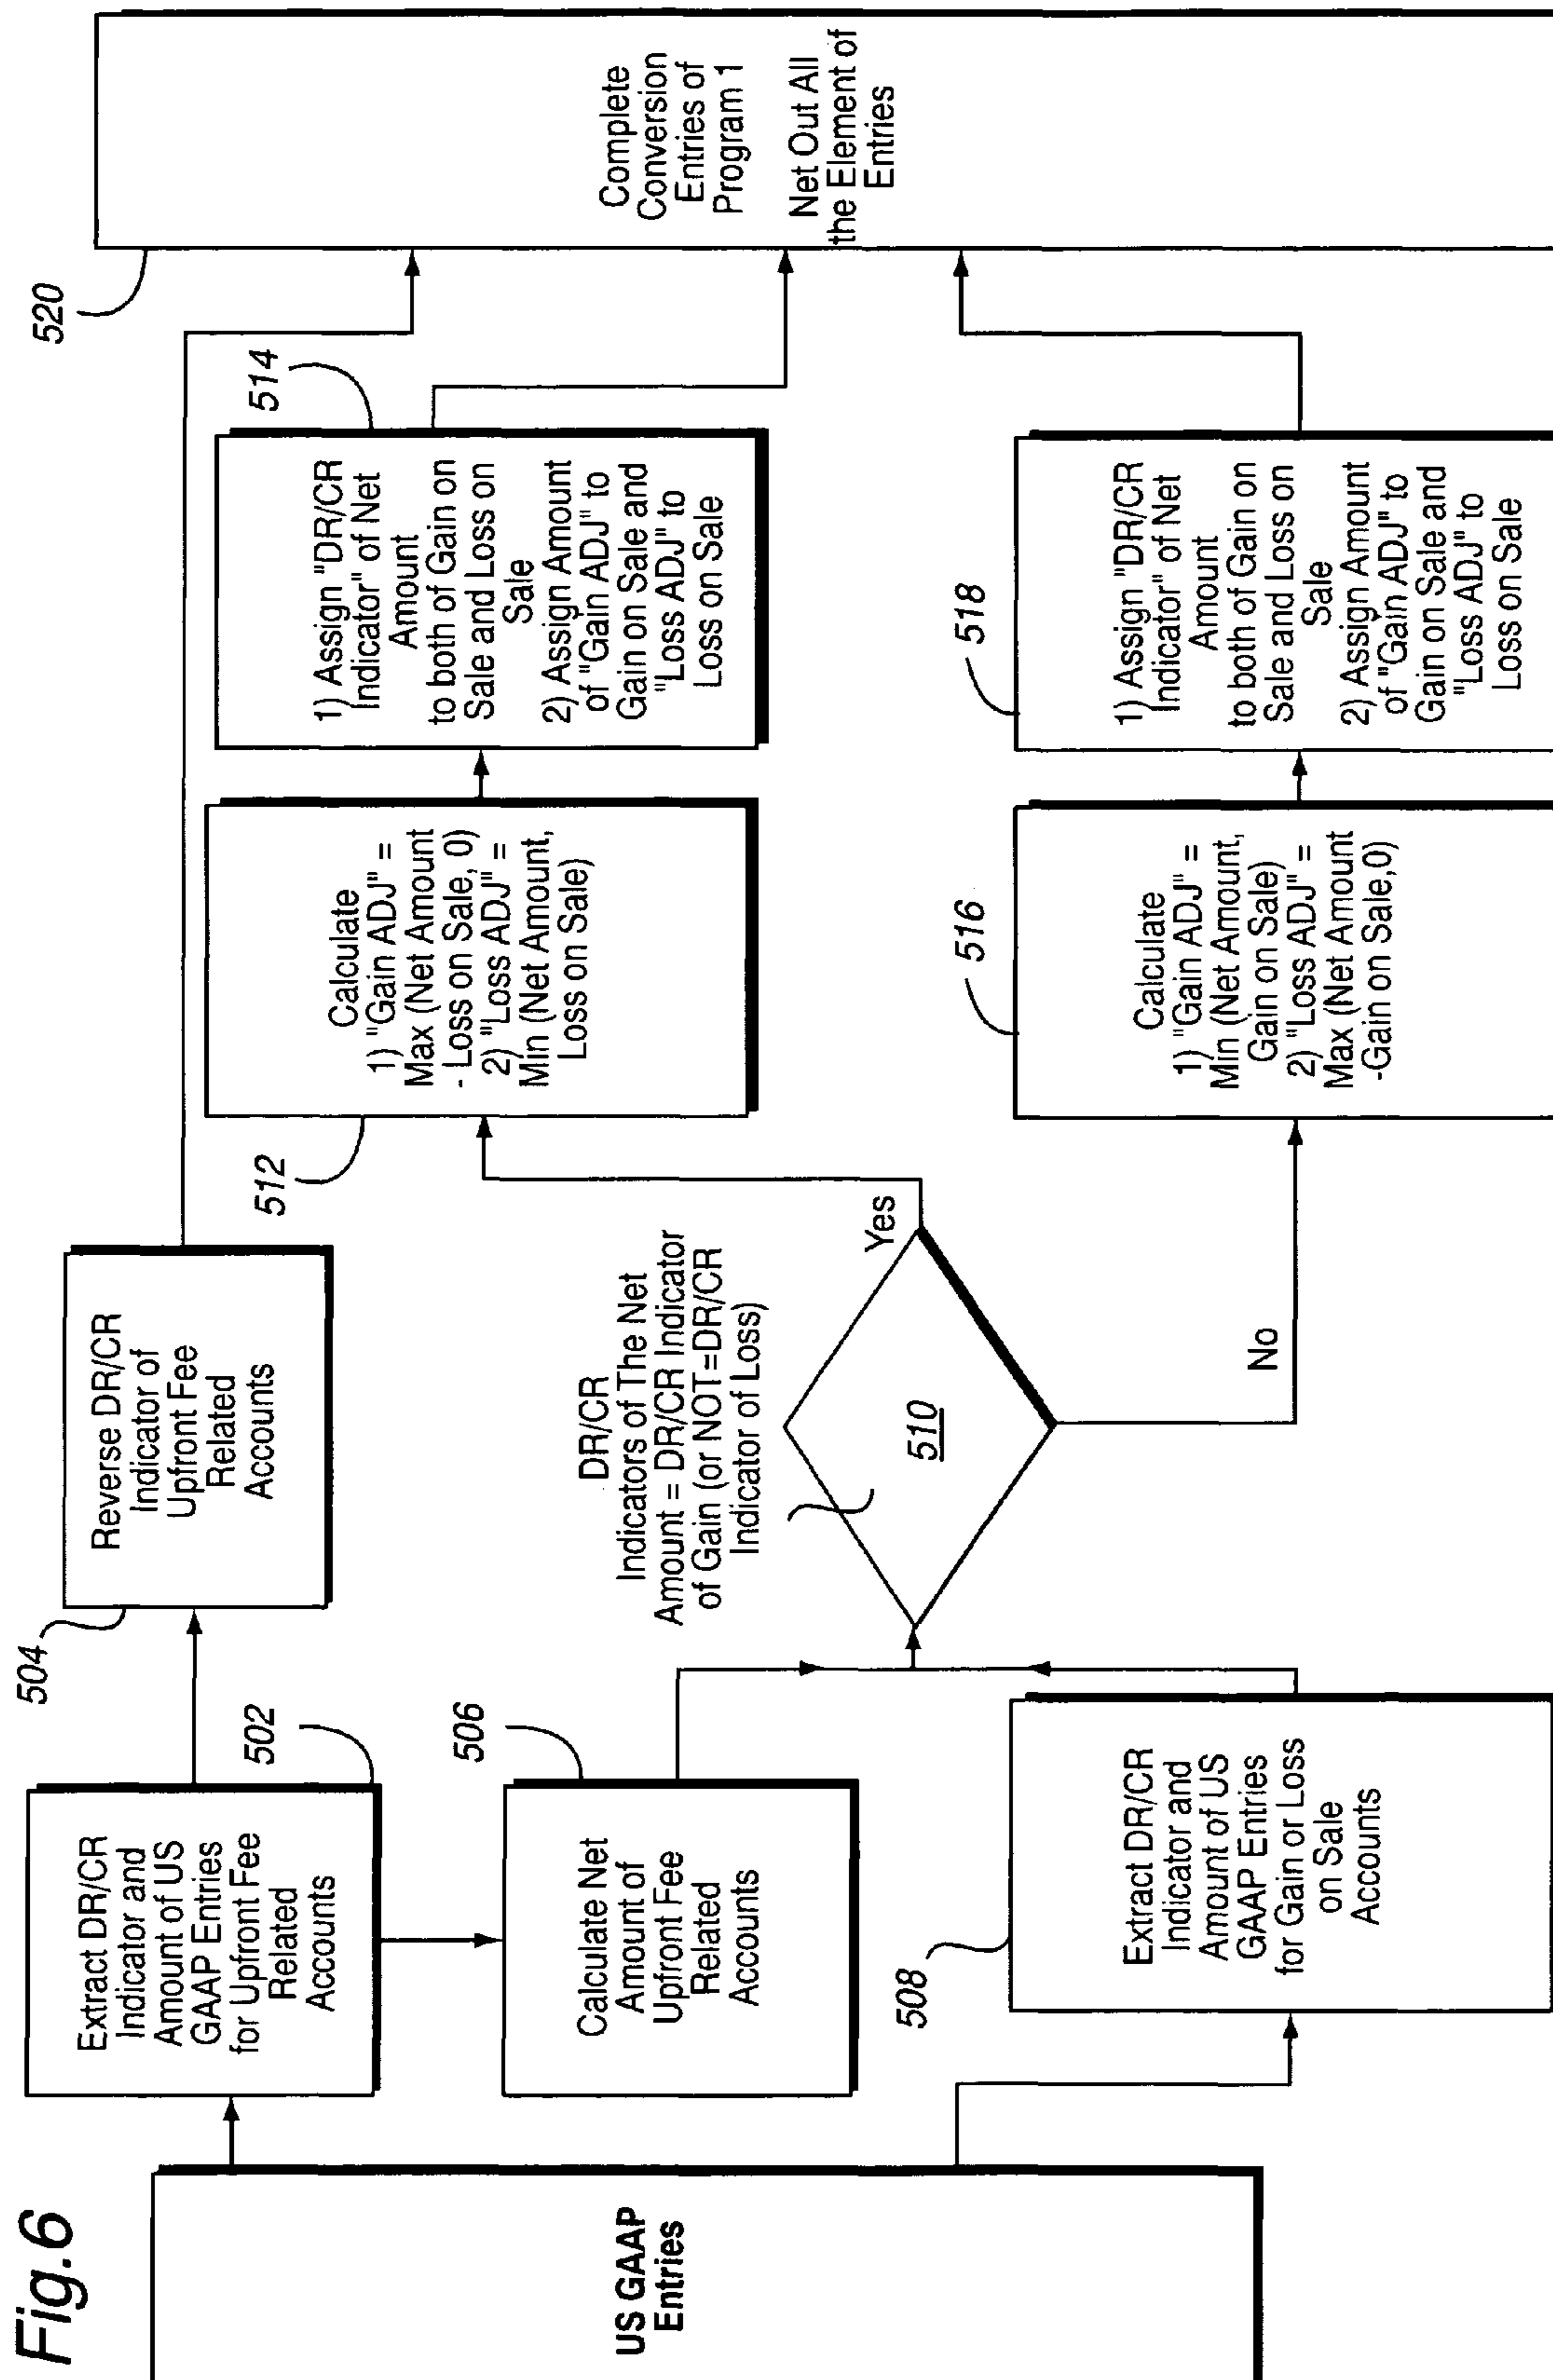 Fig.6
US GAAP
Entries
502
Extract DR/CR
Indicator and
Amount of US
GAAP Entries
for Upfront Fee
Related
Accounts
504
Reverse DR/CR
Indicator of
Upfront Fee
Related
Accounts
506
Calculate Net
Amount of
Upfront Fee
Related
Accounts
508
Extract DR/CR
Indicator and
Amount of US
GAAP Entries
for Gain or Loss
on Sale
Accounts
DR/CR
Indicators of The Net
Amount = DR/CR Indicator
of Gain (or NOT=DR/CR
Indicator of Loss)
510
Yes
No
512
Calculate
1) "Gain ADJ" =
Max (Net Amount
- Loss on Sale, 0)
2) "Loss ADJ" =
Min (Net Amount,
Loss on Sale)
514
1) Assign "DR/CR
Indicator" of Net
Amount
to both of Gain on
Sale and Loss on
Sale
2) Assign Amount
of "Gain ADJ" to
Gain on Sale and
"Loss ADJ" to
Loss on Sale
516
Calculate
1) "Gain ADJ" =
Min (Net Amount,
Gain on Sale)
2) "Loss ADJ" =
Max (Net Amount
-Gain on Sale,0)
518
1) Assign "DR/CR
Indicator" of Net
Amount
to both of Gain on
Sale and Loss on
Sale
2) Assign Amount
of "Gain ADJ" to
Gain on Sale and
"Loss ADJ" to
Loss on Sale
520
Complete
Conversion
Entries of
Program 1
Net Out All
the Element of
Entries